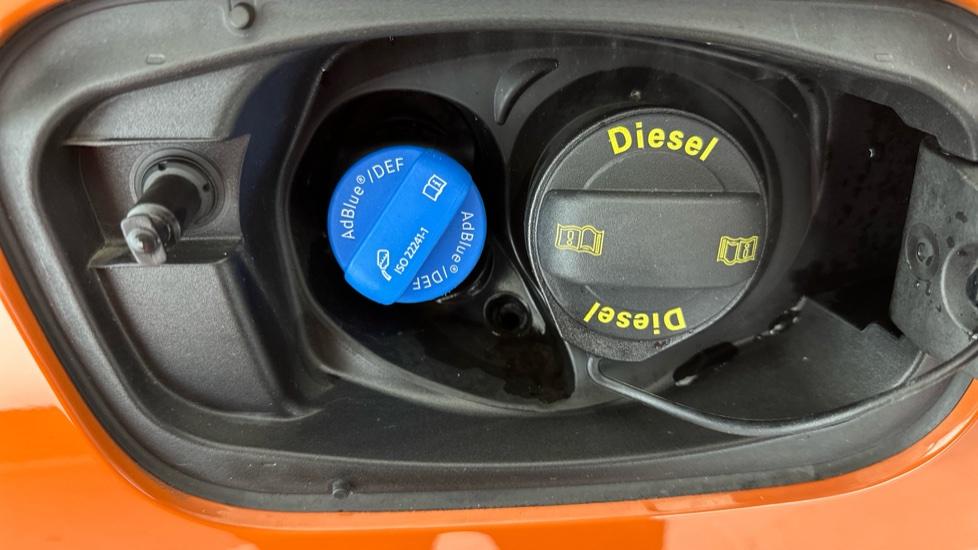 AdBlue®/DEF
ISO 22241-1
AdBlue®/DEF
Diesel
Diesel